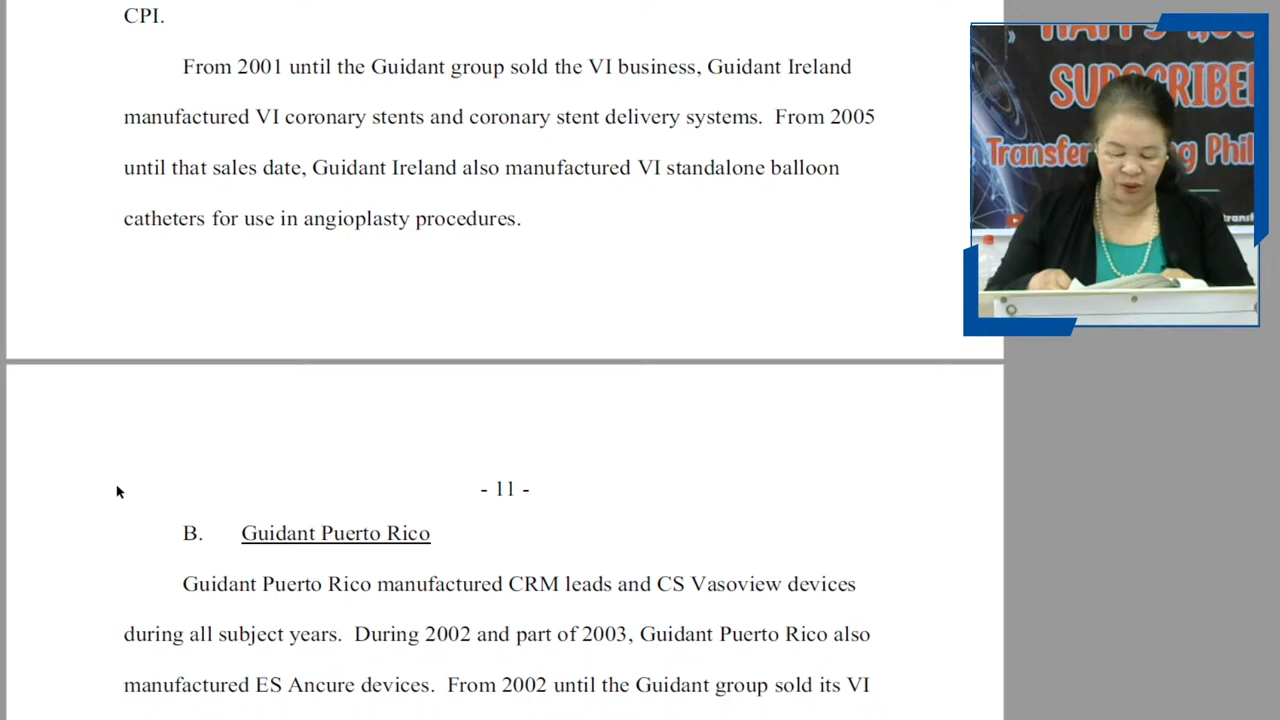 CPI.
From 2001 until the Guidant group sold the VI business, Guidant Ireland
manufactured VI coronary stents and coronary stent delivery systems.  From 2005
until that sales date, Guidant Ireland also manufactured VI standalone balloon
catheters for use in angioplasty procedures.
- 11 -
B. Guidant Puerto Rico
Guidant Puerto Rico manufactured CRM leads and CS Vasoview devices
during all subject years.  During 2002 and part of 2003, Guidant Puerto Rico also
manufactured ES Ancure devices.  From 2002 until the Guidant group sold its VI